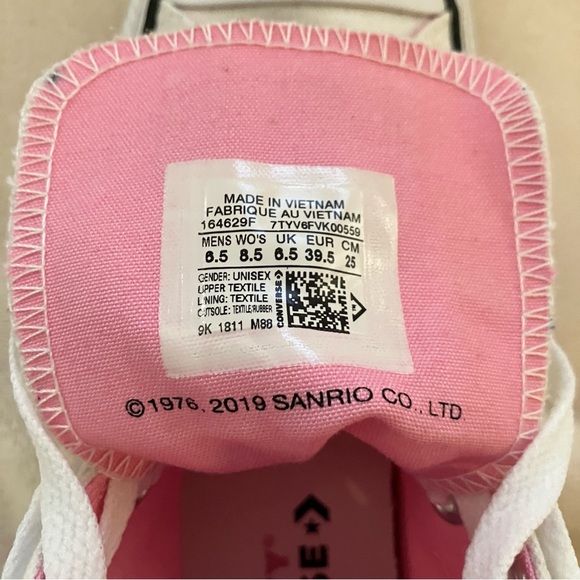 MADE IN VIETNAM
FABRIQUE AU VIETNAM
164629F 7TYV6FVK00559
MENS WO'S UK EUR CM
6.5 8.5 6.5 39.5 25
GENDER: UNISEX
UPPER TEXTILE
LINING: TEXTILE
OUTSOLE: TEXTILE/RUBBER
9K 1811 M88
CONVERSE
©1976, 2019 SANRIO CO., LTD